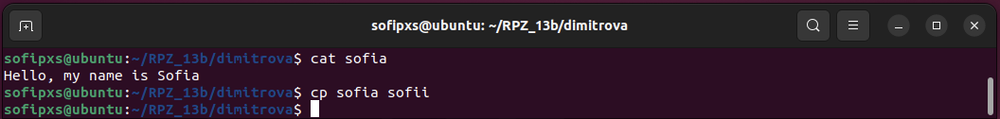 sofipxs@ubuntu: ~/RPZ_13b/dimitrova
sofipxs@ubuntu:~/RPZ_13b/dimitrova$ cat sofia
Hello, my name is Sofia
sofipxs@ubuntu:~/RPZ_13b/dimitrova$ cp sofia sofii
sofipxs@ubuntu:~/RPZ_13b/dimitrova$